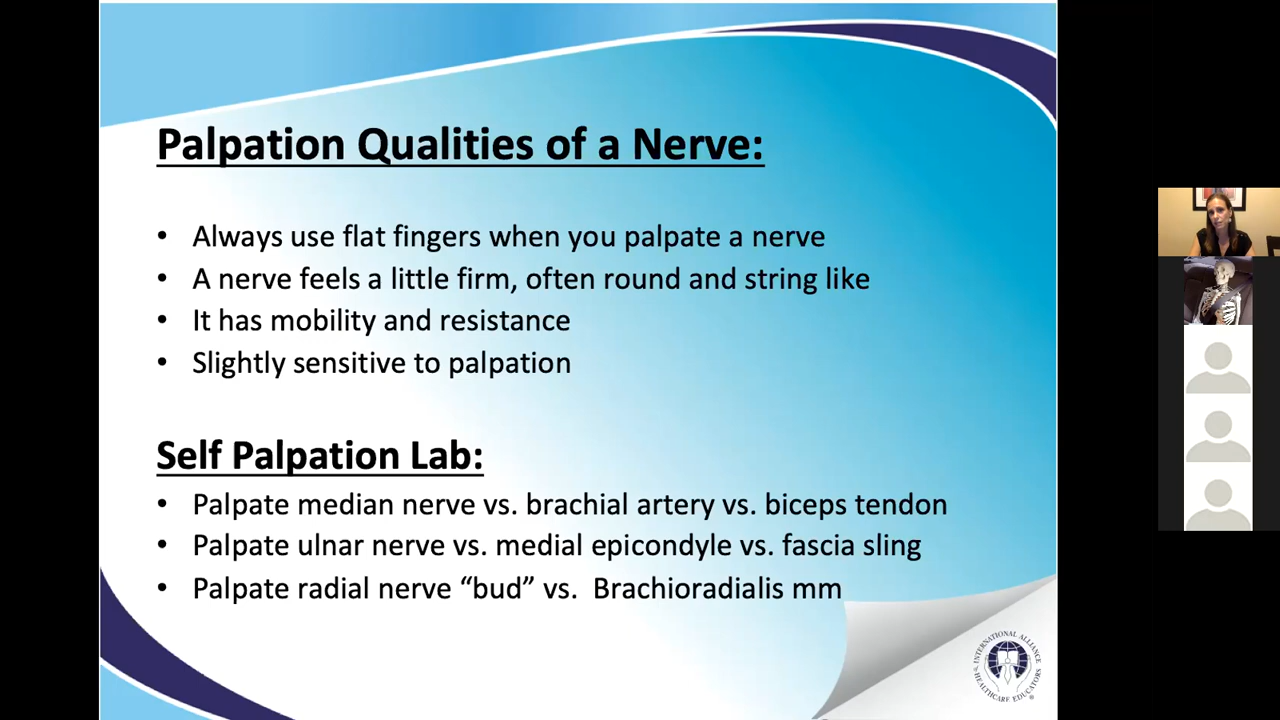 Palpation Qualities of a Nerve:
• Always use flat fingers when you palpate a nerve
• A nerve feels a little firm, often round and string like
• It has mobility and resistance
• Slightly sensitive to palpation
Self Palpation Lab:
• Palpate median nerve vs. brachial artery vs. biceps tendon
• Palpate ulnar nerve vs. medial epicondyle vs. fascia sling
• Palpate radial nerve “bud” vs.  Brachioradialis mm
INTERNATIONAL ALLIANCE
HEALTHCARE EDUCATORS
®